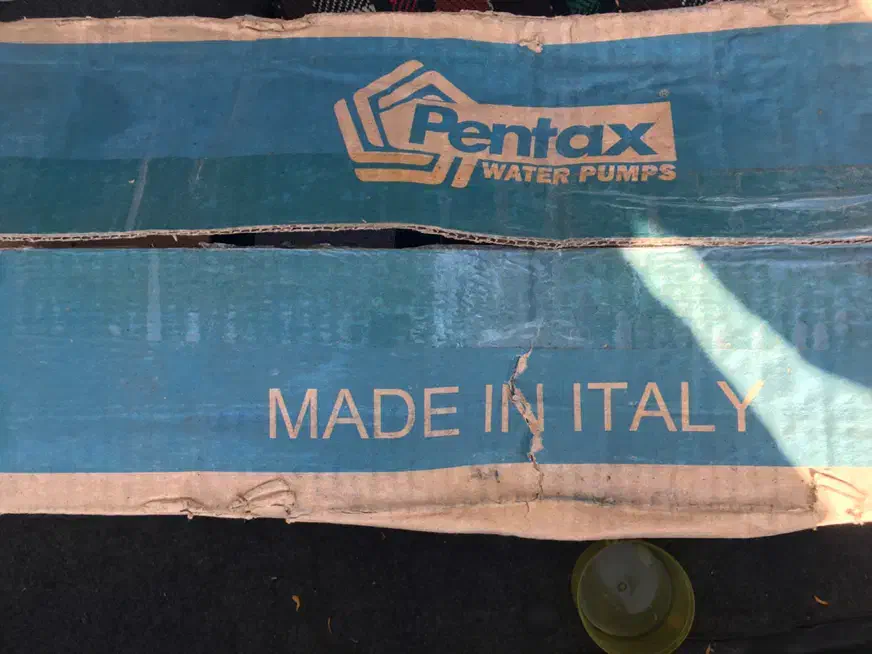 Pentax
WATER PUMPS
MADE IN ITALY